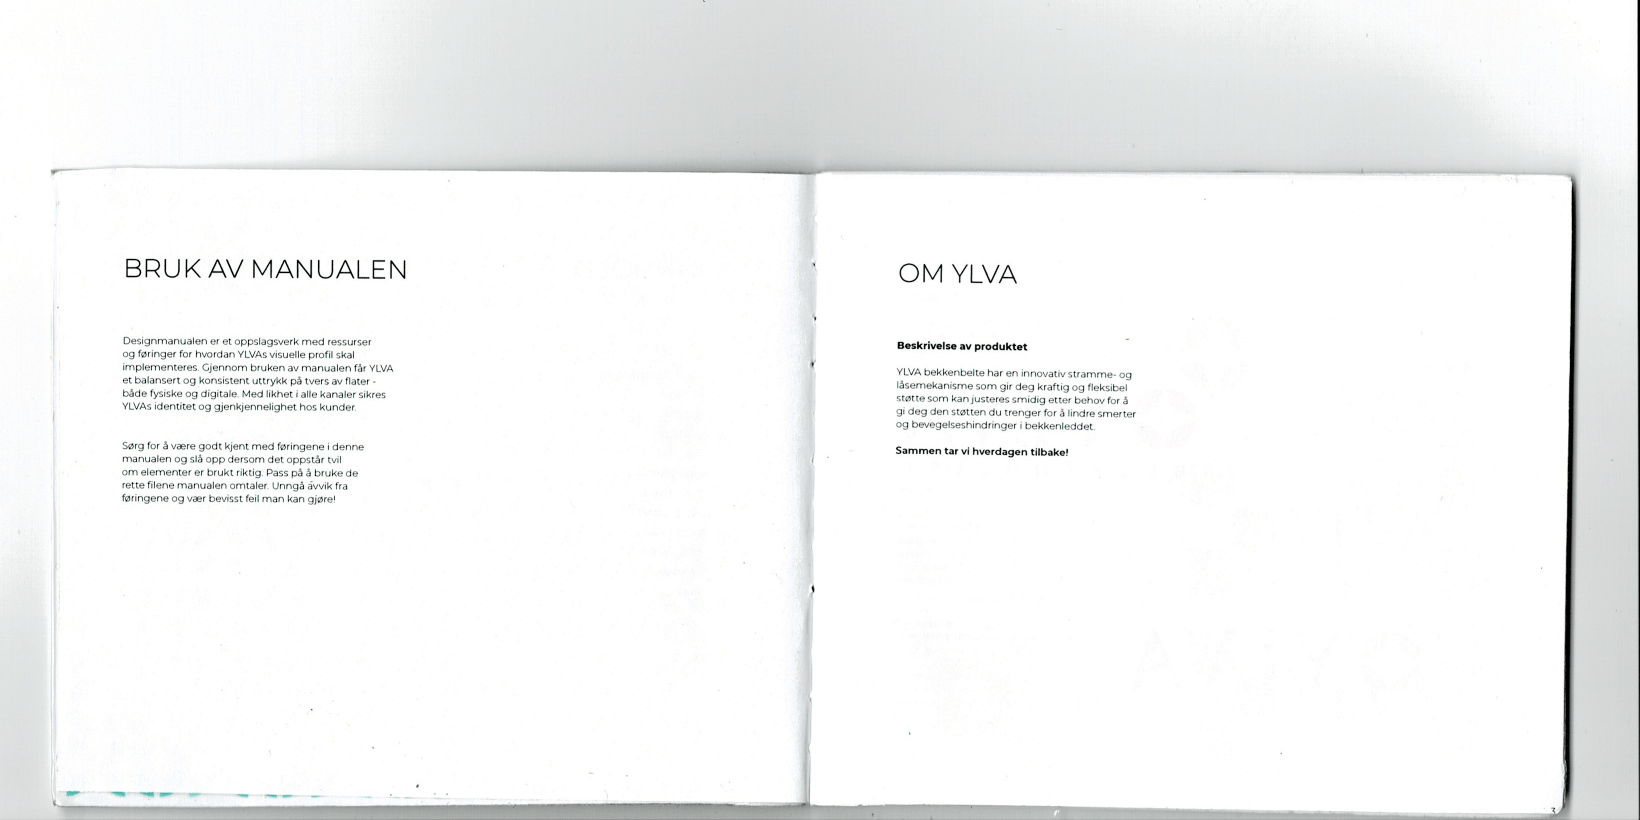 BRUK AV MANUALEN
Designmanualen er et oppslagsverk med ressurser
og føringer for hvordan YLVAs visuelle profil skal
implementeres. Gjennom bruken av manualen får YLVA
et balansert og konsistent uttrykk på tvers av flater -
både fysiske og digitale. Med likhet i alle kanaler sikres
YLVAs identitet og gjenkjennelighet hos kunder.
Sørg for å være godt kjent med føringene i denne
manualen og slå opp dersom det oppstår tvil
om elementer er brukt riktig. Pass på å bruke de
rette filene manualen omtaler. Unngå avvik fra
føringene og vær bevisst feil man kan gjøre!
OM YLVA
Beskrivelse av produktet
YLVA bekkenbelte har en innovativ stramme- og
låsemekanisme som gir deg kraftig og fleksibel
støtte som kan justeres smidig etter behov for å
gi deg den støtten du trenger for å lindre smerter
og bevegelseshindringer i bekkenleddet.
Sammen tar vi hverdagen tilbake!
3